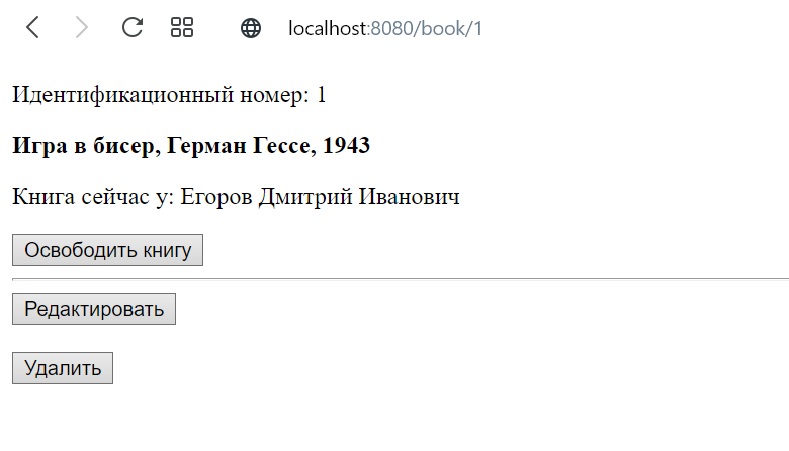 localhost:8080/book/1
Идентификационный номер: 1
Игра в бисер, Герман Гессе, 1943
Книга сейчас у: Егоров Дмитрий Иванович
Освободить книгу
Редактировать
Удалить